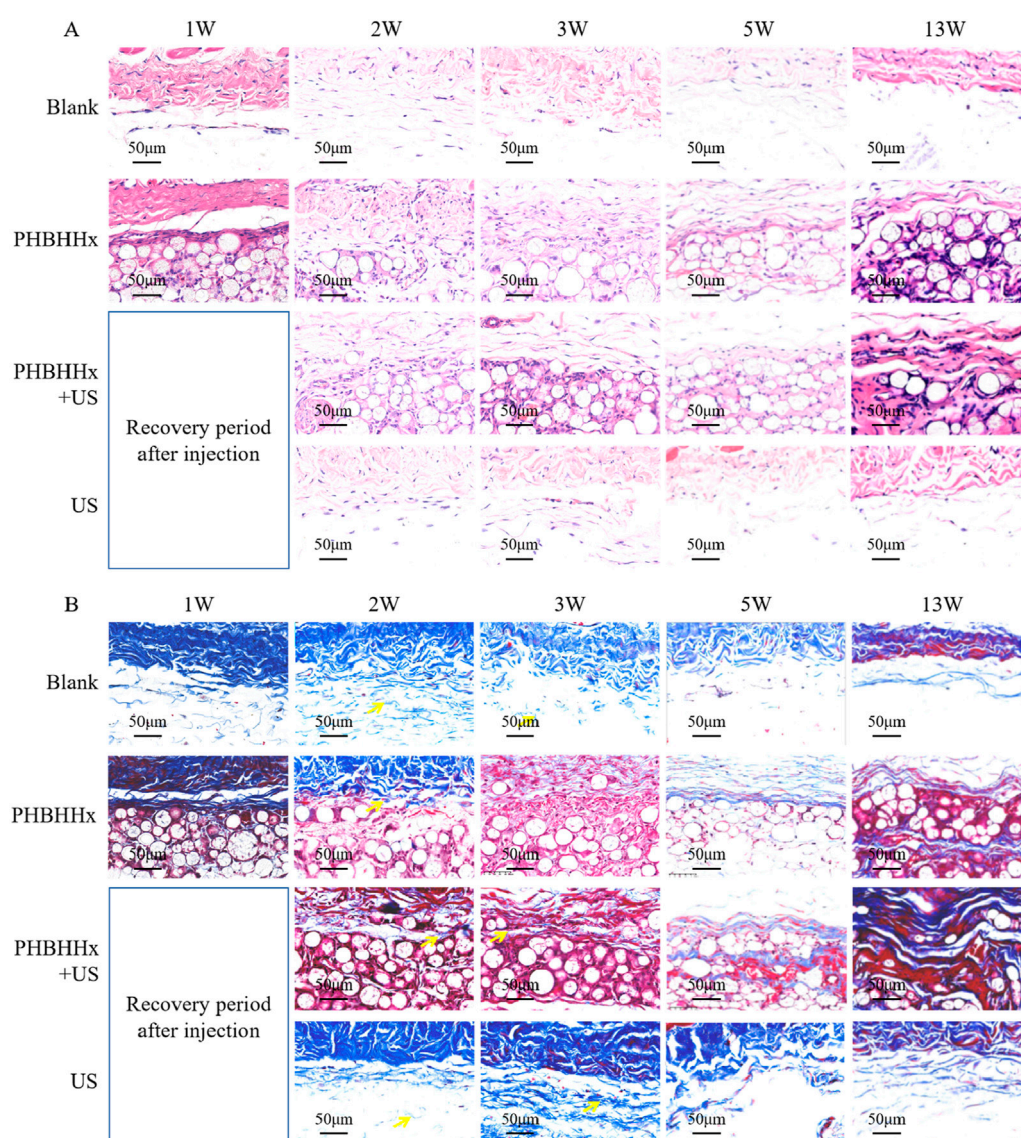 A 1W 2W 3W 5W 13W
Blank
50μm 50μm 50μm 50μm 50μm
PHBHHx
50μm 50μm 50μm 50μm 50μm
PHBHHx
+US
50μm 50μm 50μm 50μm
Recovery period
after injection
US
50μm 50μm 50μm 50μm
B 1W 2W 3W 5W 13W
Blank
50μm 50μm 50μm 50μm 50μm
PHBHHx
50μm 50μm 50μm 50μm 50μm
PHBHHx
+US
50μm 50μm 50μm 50μm
Recovery period
after injection
US
50μm 50μm 50μm 50μm